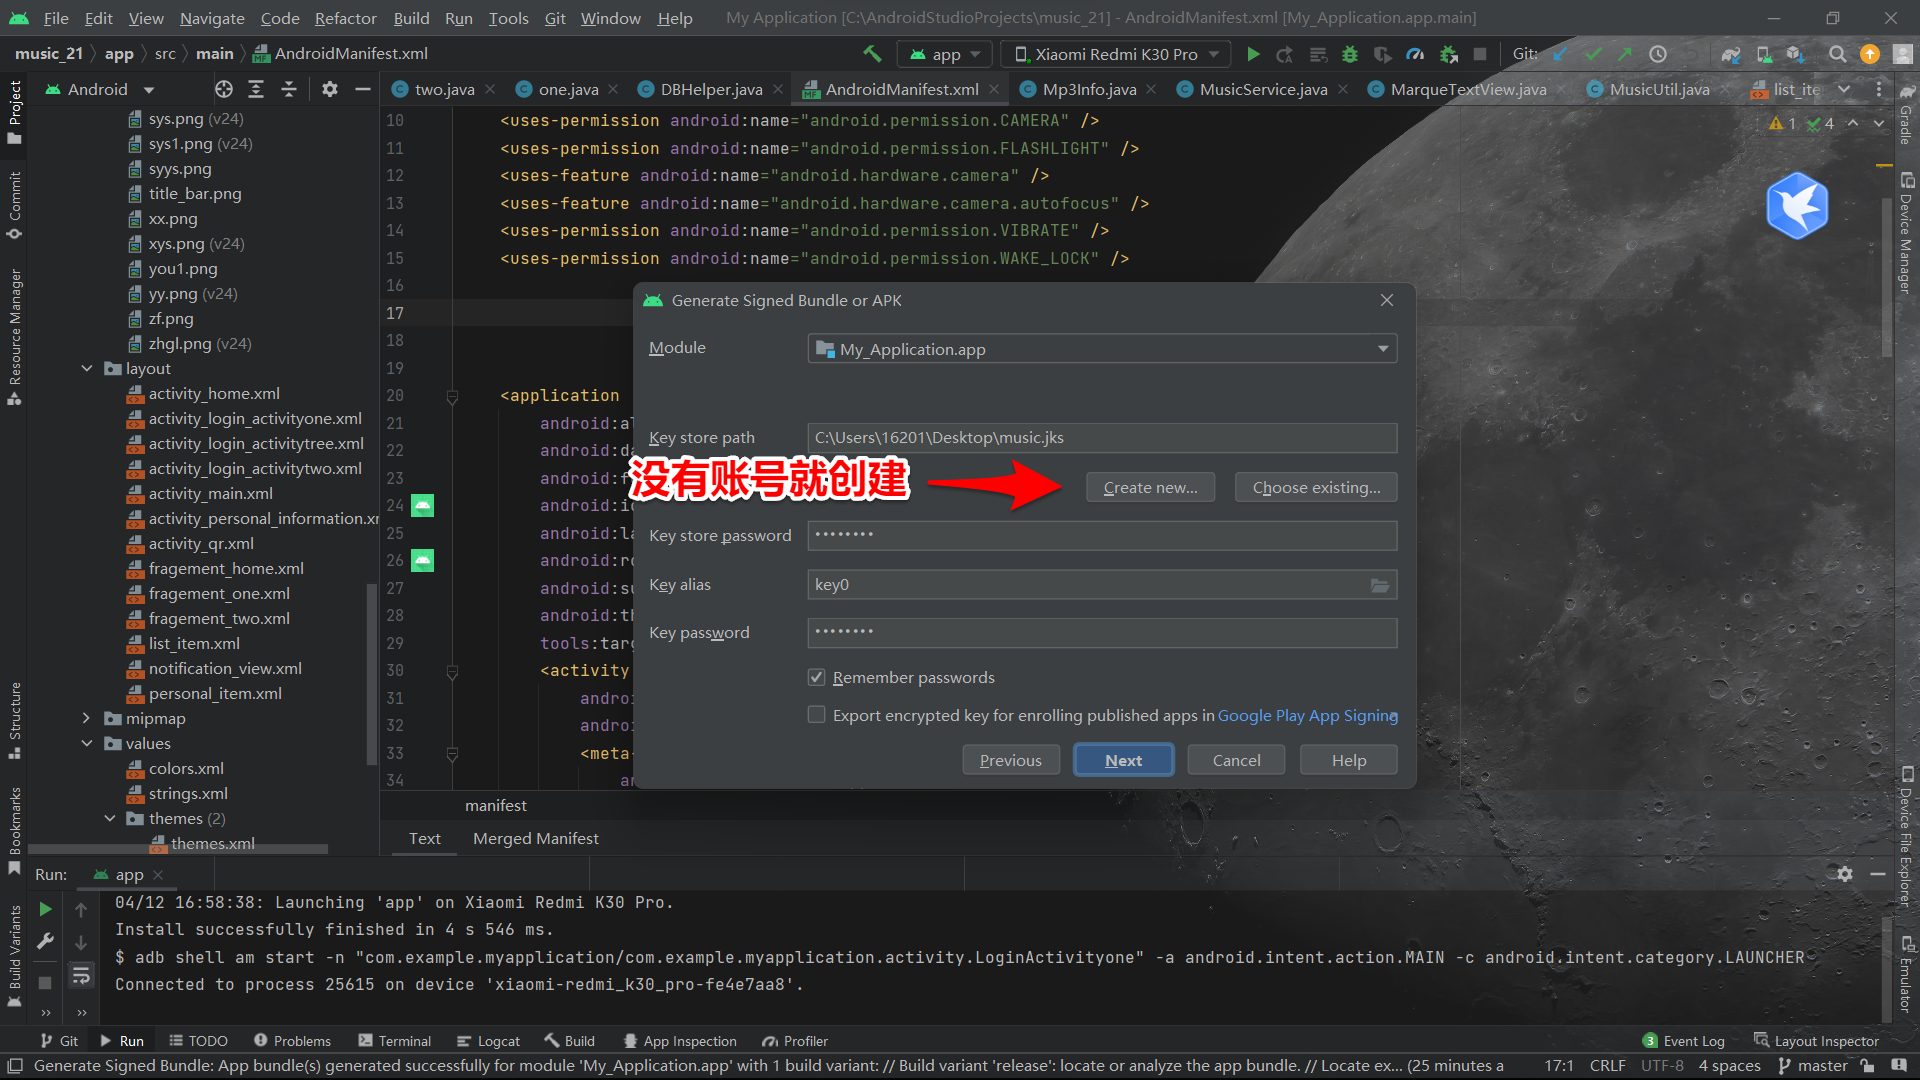 File Edit View Navigate Code Refactor Build Run Tools Git Window Help My Application [C:\AndroidStudioProjects\music_21] - AndroidManifest.xml [My_Application.app.main]
music_21 app src main AndroidManifest.xml app Xiaomi Redmi K30 Pro Git:
Android
two.java one.java DBHelper.java AndroidManifest.xml Mp3Info.java MusicService.java MarqueTextView.java MusicUtil.java list_ite
Project
Commit
Resource Manager
Structure
Bookmarks
Build Variants
sys.png (v24)
sys1.png (v24)
syys.png
title_bar.png
xx.png
xys.png (v24)
you1.png
yy.png (v24)
zf.png
zhgl.png (v24)
layout
activity_home.xml
activity_login_activityone.xml
activity_login_activitytree.xml
activity_login_activitytwo.xml
activity_main.xml
activity_personal_information.xm
activity_qr.xml
fragement_home.xml
fragement_one.xml
fragement_two.xml
list_item.xml
notification_view.xml
personal_item.xml
mipmap
values
colors.xml
strings.xml
themes (2)
themes.xml
10 <uses-permission android:name="android.permission.CAMERA" />
11 <uses-permission android:name="android.permission.FLASHLIGHT" />
12 <uses-feature android:name="android.hardware.camera" />
13 <uses-feature android:name="android.hardware.camera.autofocus" />
14 <uses-permission android:name="android.permission.VIBRATE" />
15 <uses-permission android:name="android.permission.WAKE_LOCK" />
16
17
18
19
20 <application
21 android:al
22 android:da
23 android:f
24 android:ic
25 android:la
26 android:ro
27 android:su
28 android:th
29 tools:targ
30 <activity
31 androi
32 androi
33 <meta-
34 an
1 4
Generate Signed Bundle or APK
Module My_Application.app
Key store path C:\Users\16201\Desktop\music.jks
没有账号就创建
Create new... Choose existing...
Key store password ••••••••
Key alias key0
Key password ••••••••
Remember passwords
Export encrypted key for enrolling published apps in Google Play App Signing
Previous Next Cancel Help
manifest
Text Merged Manifest
Gradle
Device Manager
Device File Explorer
Emulator
Run: app
04/12 16:58:38: Launching 'app' on Xiaomi Redmi K30 Pro.
Install successfully finished in 4 s 546 ms.
$ adb shell am start -n "com.example.myapplication/com.example.myapplication.activity.LoginActivityone" -a android.intent.action.MAIN -c android.intent.category.LAUNCHER
Connected to process 25615 on device 'xiaomi-redmi_k30_pro-fe4e7aa8'.
Git Run TODO Problems Terminal Logcat Build App Inspection Profiler 3 Event Log Layout Inspector
Generate Signed Bundle: App bundle(s) generated successfully for module 'My_Application.app' with 1 build variant: // Build variant 'release': locate or analyze the app bundle. // Locate ex... (25 minutes a 17:1 CRLF UTF-8 4 spaces master